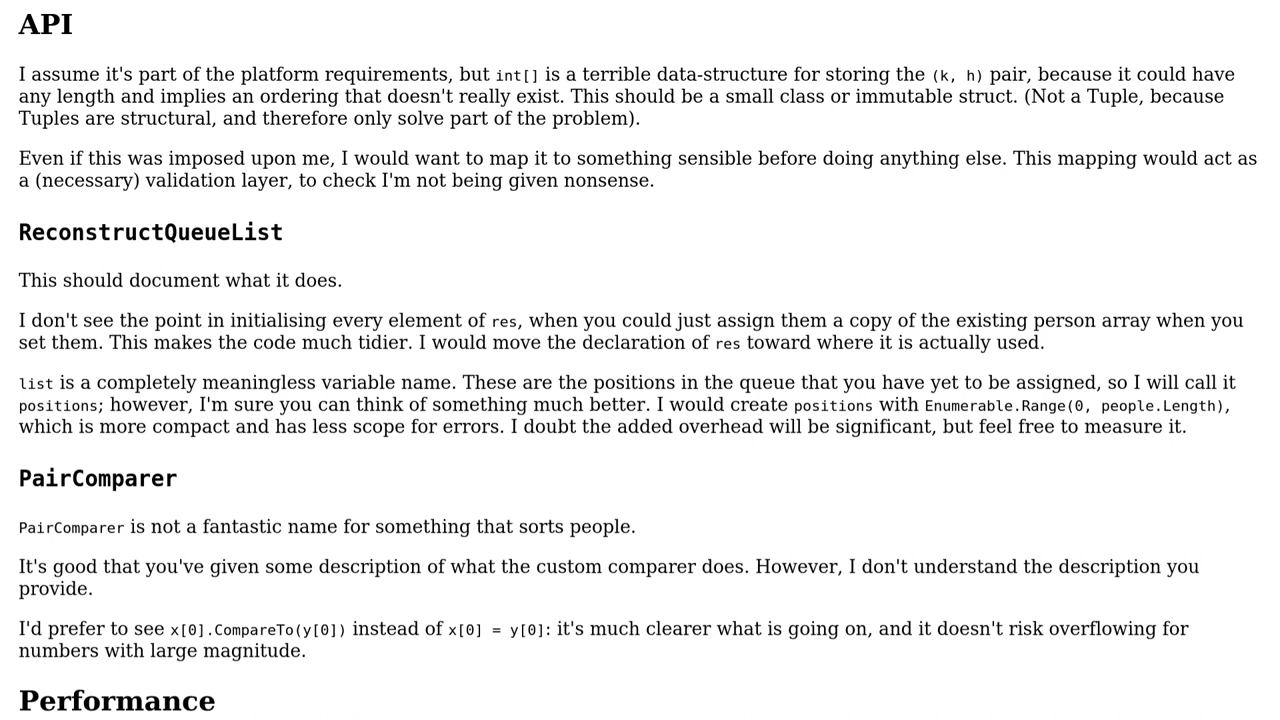 API
I assume it's part of the platform requirements, but int[] is a terrible data-structure for storing the (k, h) pair, because it could have
any length and implies an ordering that doesn't really exist. This should be a small class or immutable struct. (Not a Tuple, because
Tuples are structural, and therefore only solve part of the problem).
Even if this was imposed upon me, I would want to map it to something sensible before doing anything else. This mapping would act as
a (necessary) validation layer, to check I'm not being given nonsense.
ReconstructQueueList
This should document what it does.
I don't see the point in initialising every element of res, when you could just assign them a copy of the existing person array when you
set them. This makes the code much tidier. I would move the declaration of res toward where it is actually used.
list is a completely meaningless variable name. These are the positions in the queue that you have yet to be assigned, so I will call it
positions; however, I'm sure you can think of something much better. I would create positions with Enumerable.Range(0, people.Length),
which is more compact and has less scope for errors. I doubt the added overhead will be significant, but feel free to measure it.
PairComparer
PairComparer is not a fantastic name for something that sorts people.
It's good that you've given some description of what the custom comparer does. However, I don't understand the description you
provide.
I'd prefer to see x[0].CompareTo(y[0]) instead of x[0] = y[0]: it's much clearer what is going on, and it doesn't risk overflowing for
numbers with large magnitude.
Performance